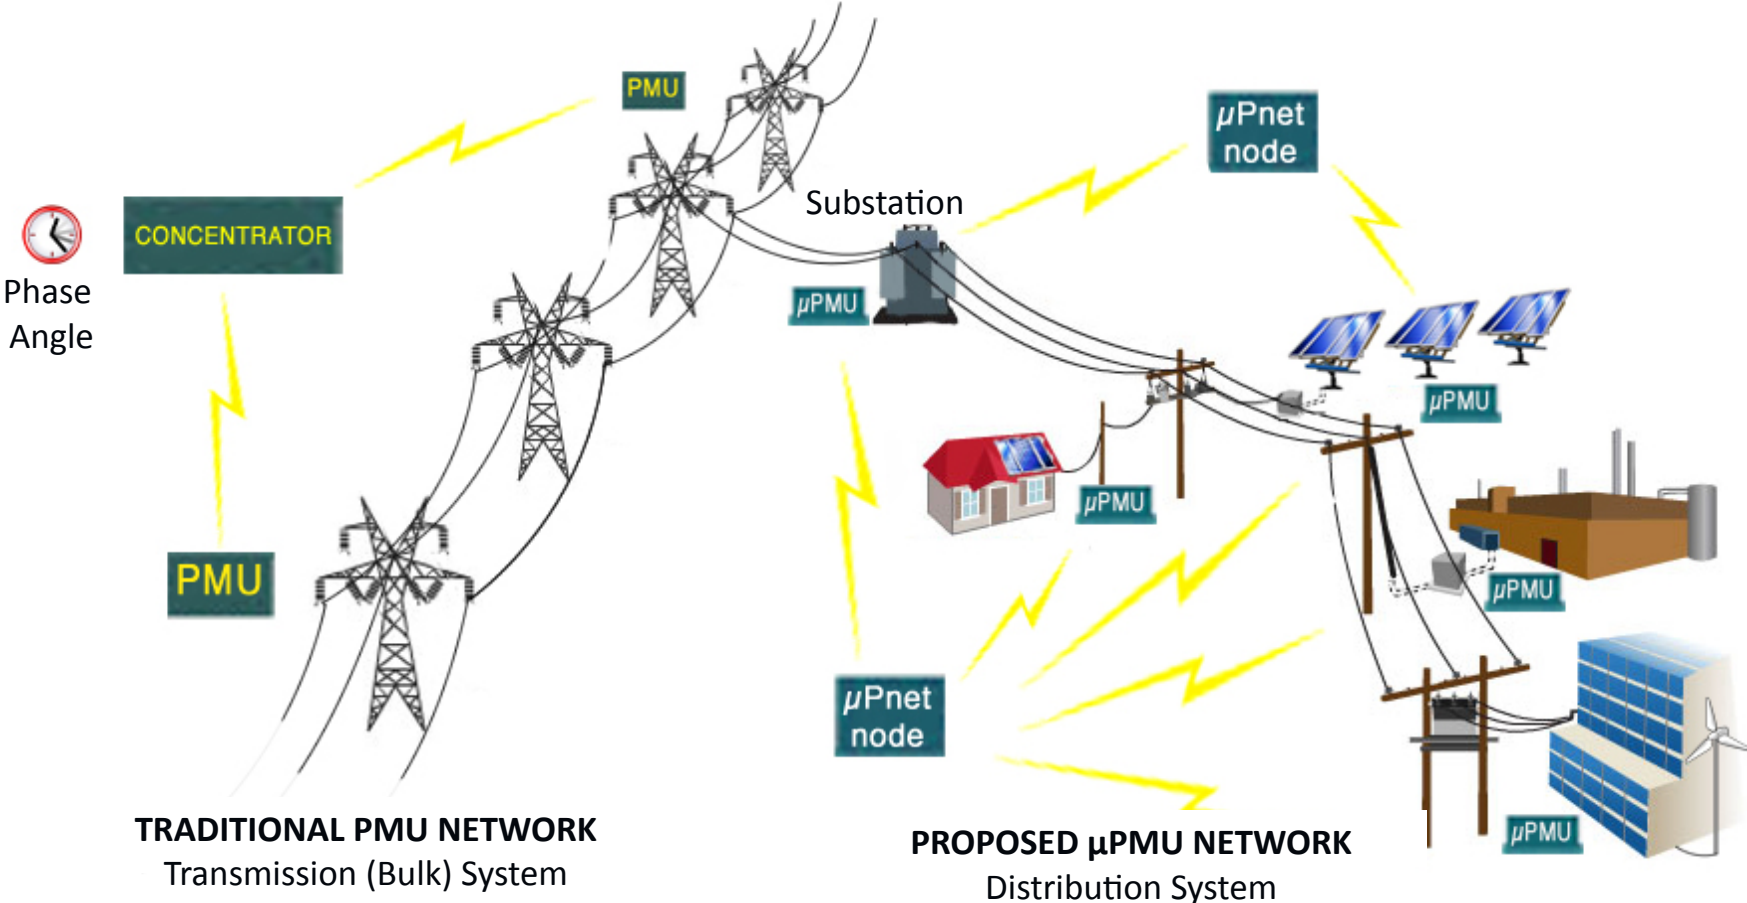 PMU
CONCENTRATOR
Phase
Angle
PMU
TRADITIONAL PMU NETWORK
Transmission (Bulk) System
µPnet
node
Substation
µPMU
µPMU
µPMU
µPMU
µPnet
node
µPMU
PROPOSED µPMU NETWORK
Distribution System